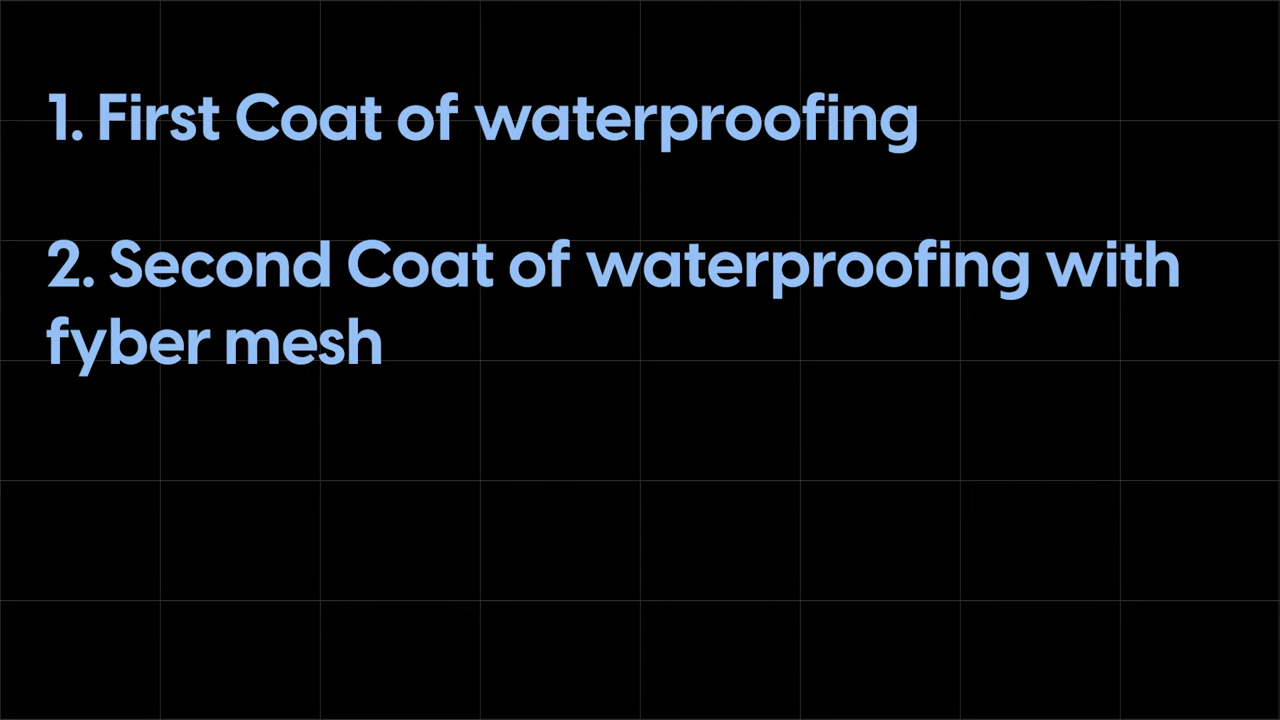 1. First Coat of waterproofing
2. Second Coat of waterproofing with
fyber mesh